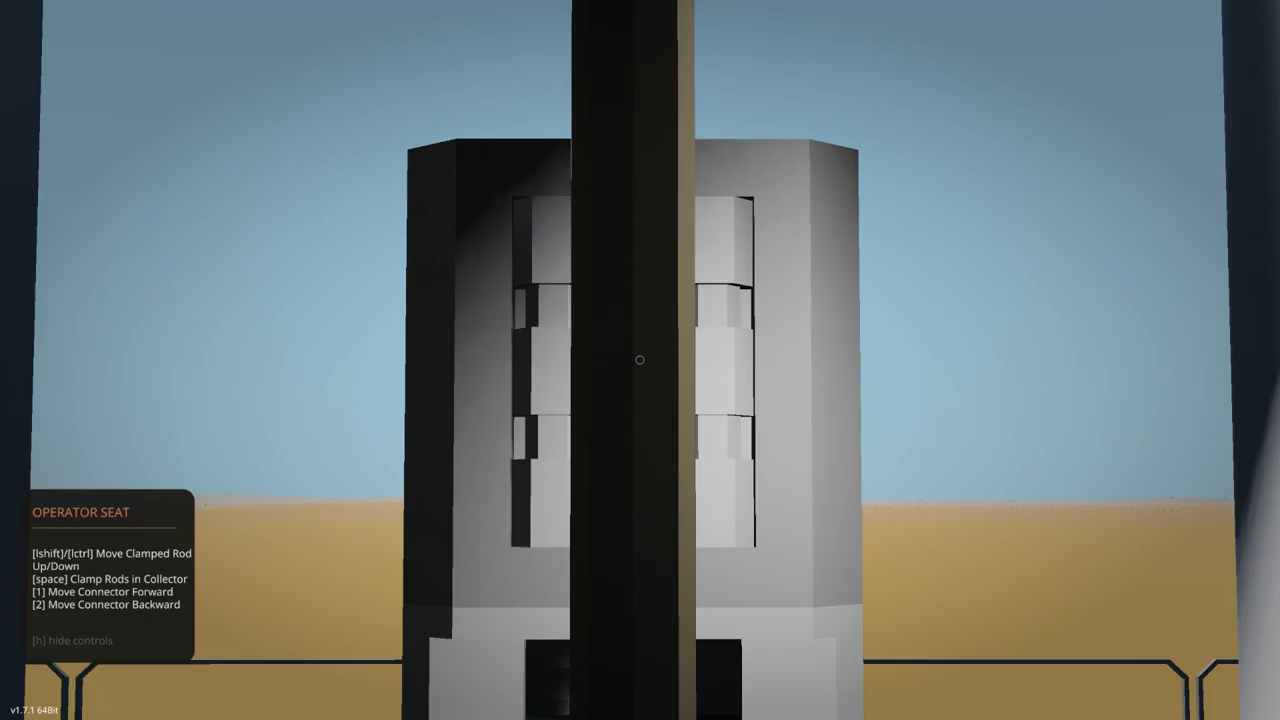 OPERATOR SEAT
[lshift]/[lctrl] Move Clamped Rod
Up/Down
[space] Clamp Rods in Collector
[1] Move Connector Forward
[2] Move Connector Backward
[h] hide controls
v1.7.1 64Bit